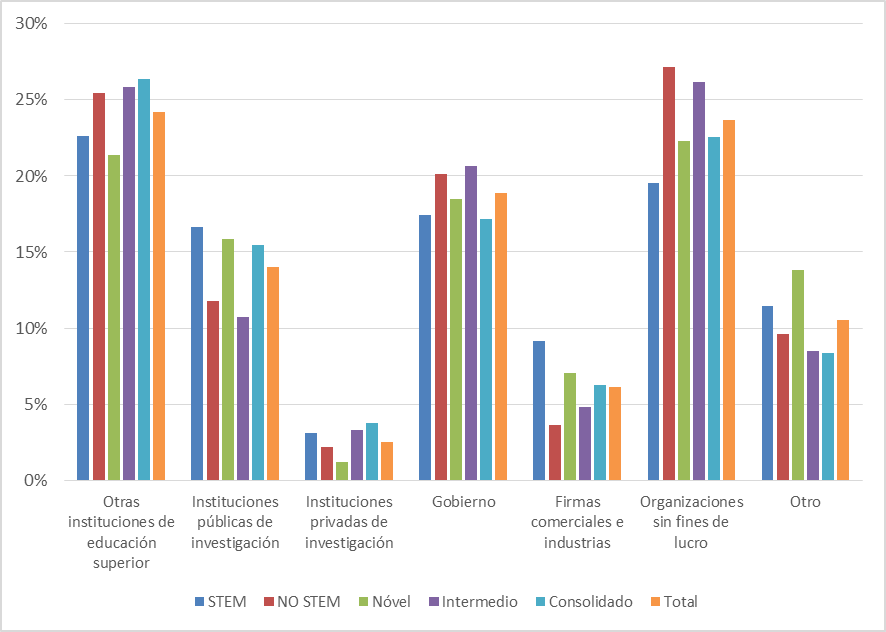 30%
25%
20%
15%
10%
5%
0%
Otras
instituciones de
educación
superior
Instituciones
públicas de
investigación
Instituciones
privadas de
investigación
Gobierno
Firmas
comerciales e
industrias
Organizaciones
sin fines de
lucro
Otro
STEM NO STEM Nóvel Intermedio Consolidado Total